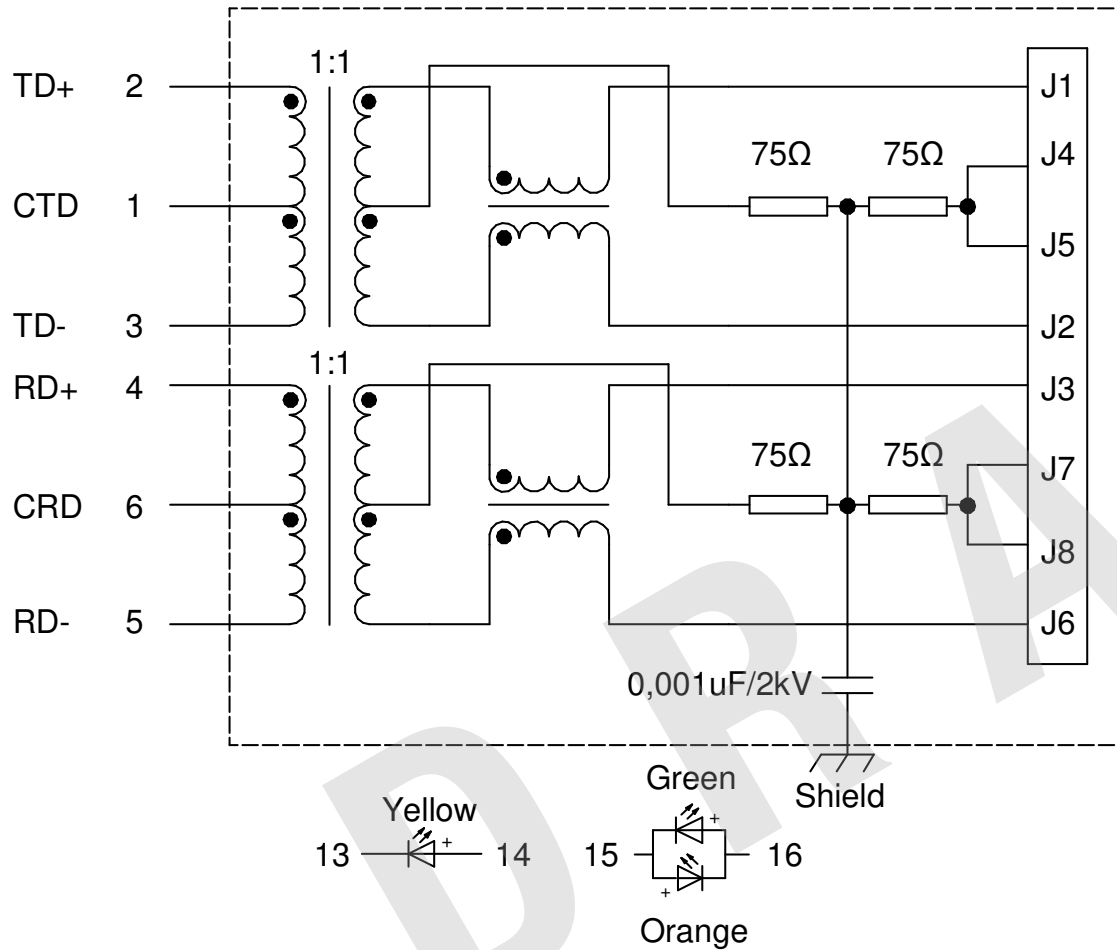 1:1
TD+ 2 J1
75Ω 75Ω J4
CTD 1
J5
TD- 3 J2
1:1
RD+ 4 J3
75Ω 75Ω J7
CRD 6
J8
RD- 5 J6
0,001uF/2kV
Shield
Yellow Green
13 + 14 15 + 16
+
Orange
DRA